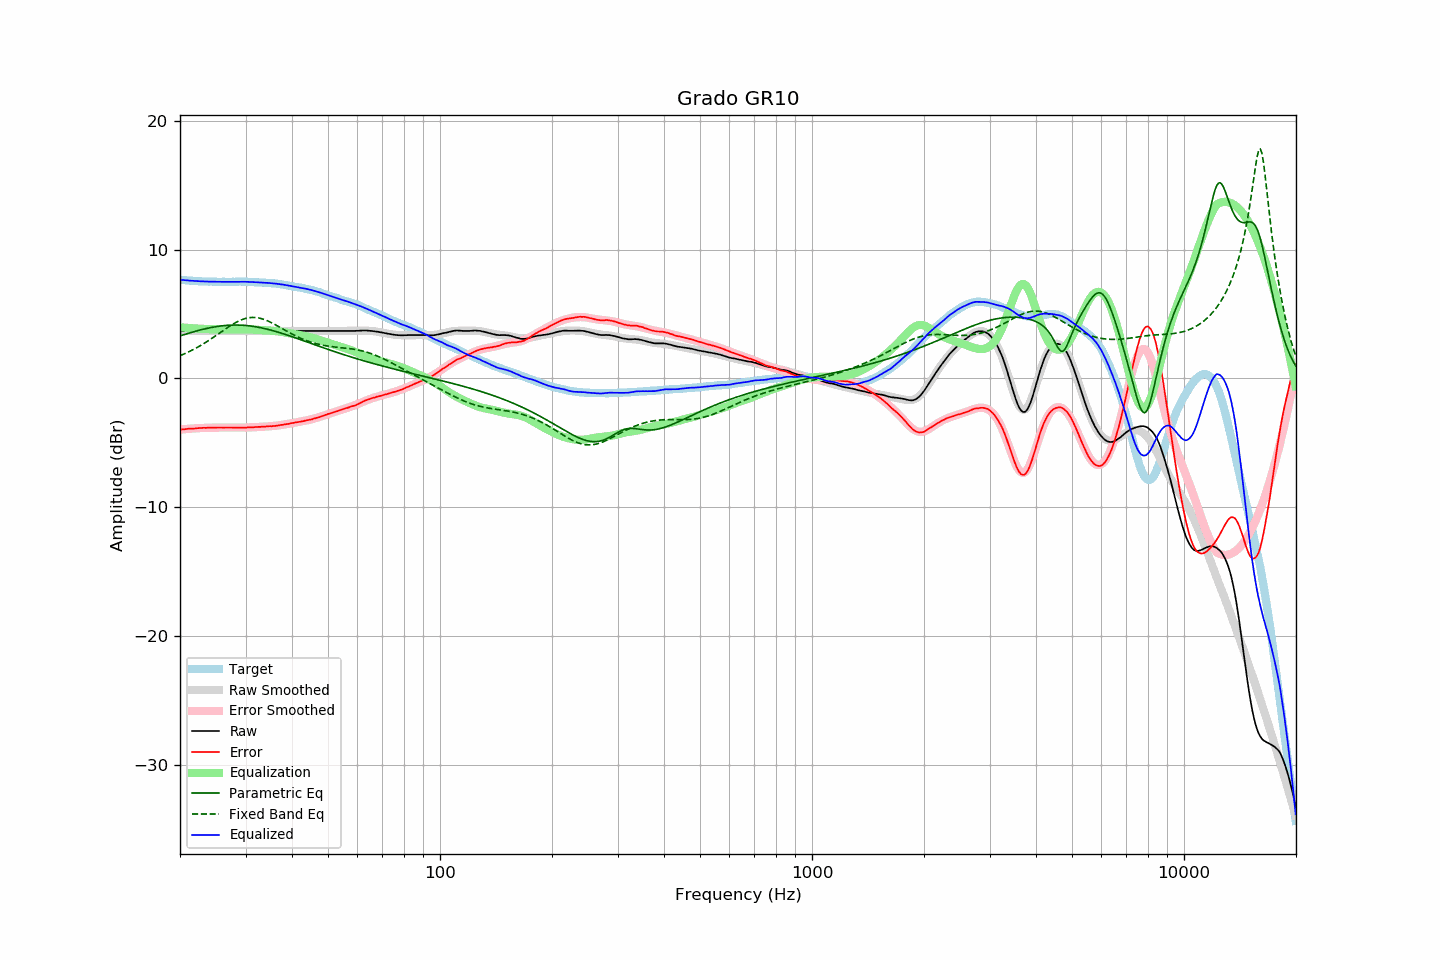 Grado GR10
20
10
0
−10
−20
−30
Amplitude (dBr)
Target
Raw Smoothed
Error Smoothed
Raw
Error
Equalization
Parametric Eq
Fixed Band Eq
Equalized
100
1000
10000
Frequency (Hz)